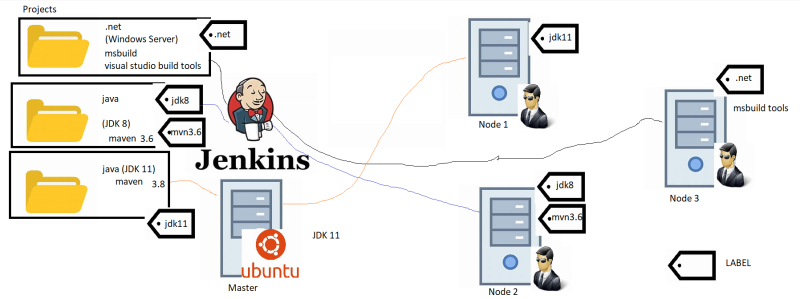 Projects
.net
(Windows Server)
msbuild
visual studio build tools
.net
java
(JDK 8)
maven 3.6
jdk8
mvn3.6
java (JDK 11)
maven 3.8
jdk11
Jenkins
JDK 11
ubuntu
Master
jdk11
Node 1
jdk8
mvn3.6
Node 2
.net
msbuild tools
Node 3
LABEL